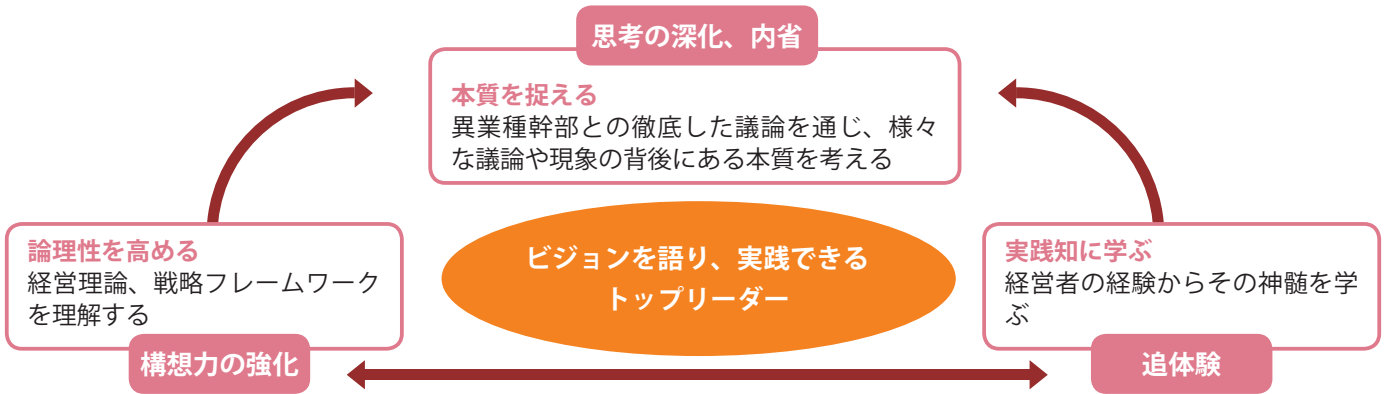 思考の深化、内省
本質を捉える
異業種幹部との徹底した議論を通じ、様々
な議論や現象の背後にある本質を考える
論理性を高める
経営理論、戦略フレームワーク
を理解する
構想力の強化
ビジョンを語り、実践できる
トップリーダー
実践知に学ぶ
経営者の経験からその神髄を学
ぶ
追体験